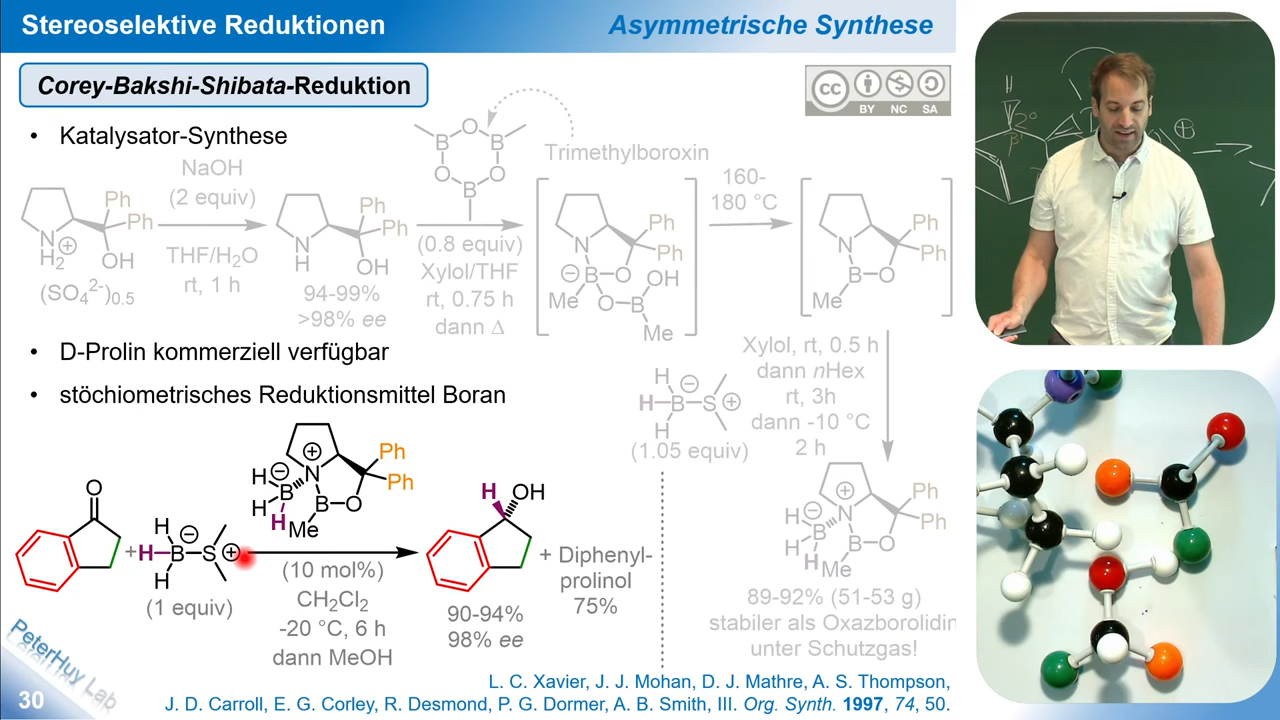 Stereoselektive Reduktionen
Asymmetrische Synthese
Corey-Bakshi-Shibata-Reduktion
CC BY NC SA
• Katalysator-Synthese
NaOH
(2 equiv)
THF/H₂O
rt, 1 h
Ph
Ph
N
H₂
⊕
OH
(SO₄²⁻)₀.₅
Ph
Ph
N
H
OH
94-99%
>98% ee
O
B
B
O
O
B
Trimethylboroxin
(0.8 equiv)
Xylol/THF
rt, 0.75 h
dann Δ
Ph
Ph
N
⊖
B
O
OH
Me
O
B
Me
160-
180 °C
Ph
Ph
N
B
O
Me
• D-Prolin kommerziell verfügbar
• stöchiometrisches Reduktionsmittel Boran
Xylol, rt, 0.5 h
dann nHex
rt, 3h
dann -10 °C
2 h
H
⊖
H
B
S
⊕
H
(1.05 equiv)
Ph
Ph
⊕
N
H
⊖
B
H
H
B
O
Me
89-92% (51-53 g)
stabiler als Oxazborolidin
unter Schutzgas!
O
+
H
⊖
H
B
S
⊕
H
(1 equiv)
Ph
Ph
⊕
N
H
⊖
B
H
H
B
O
Me
(10 mol%)
CH₂Cl₂
-20 °C, 6 h
dann MeOH
H
OH
90-94%
98% ee
+ Diphenyl-
prolinol
75%
PeterHuy Lab
30
L. C. Xavier, J. J. Mohan, D. J. Mathre, A. S. Thompson,
J. D. Carroll, E. G. Corley, R. Desmond, P. G. Dormer, A. B. Smith, III. Org. Synth. 1997, 74, 50.
H
2°
B
⊕